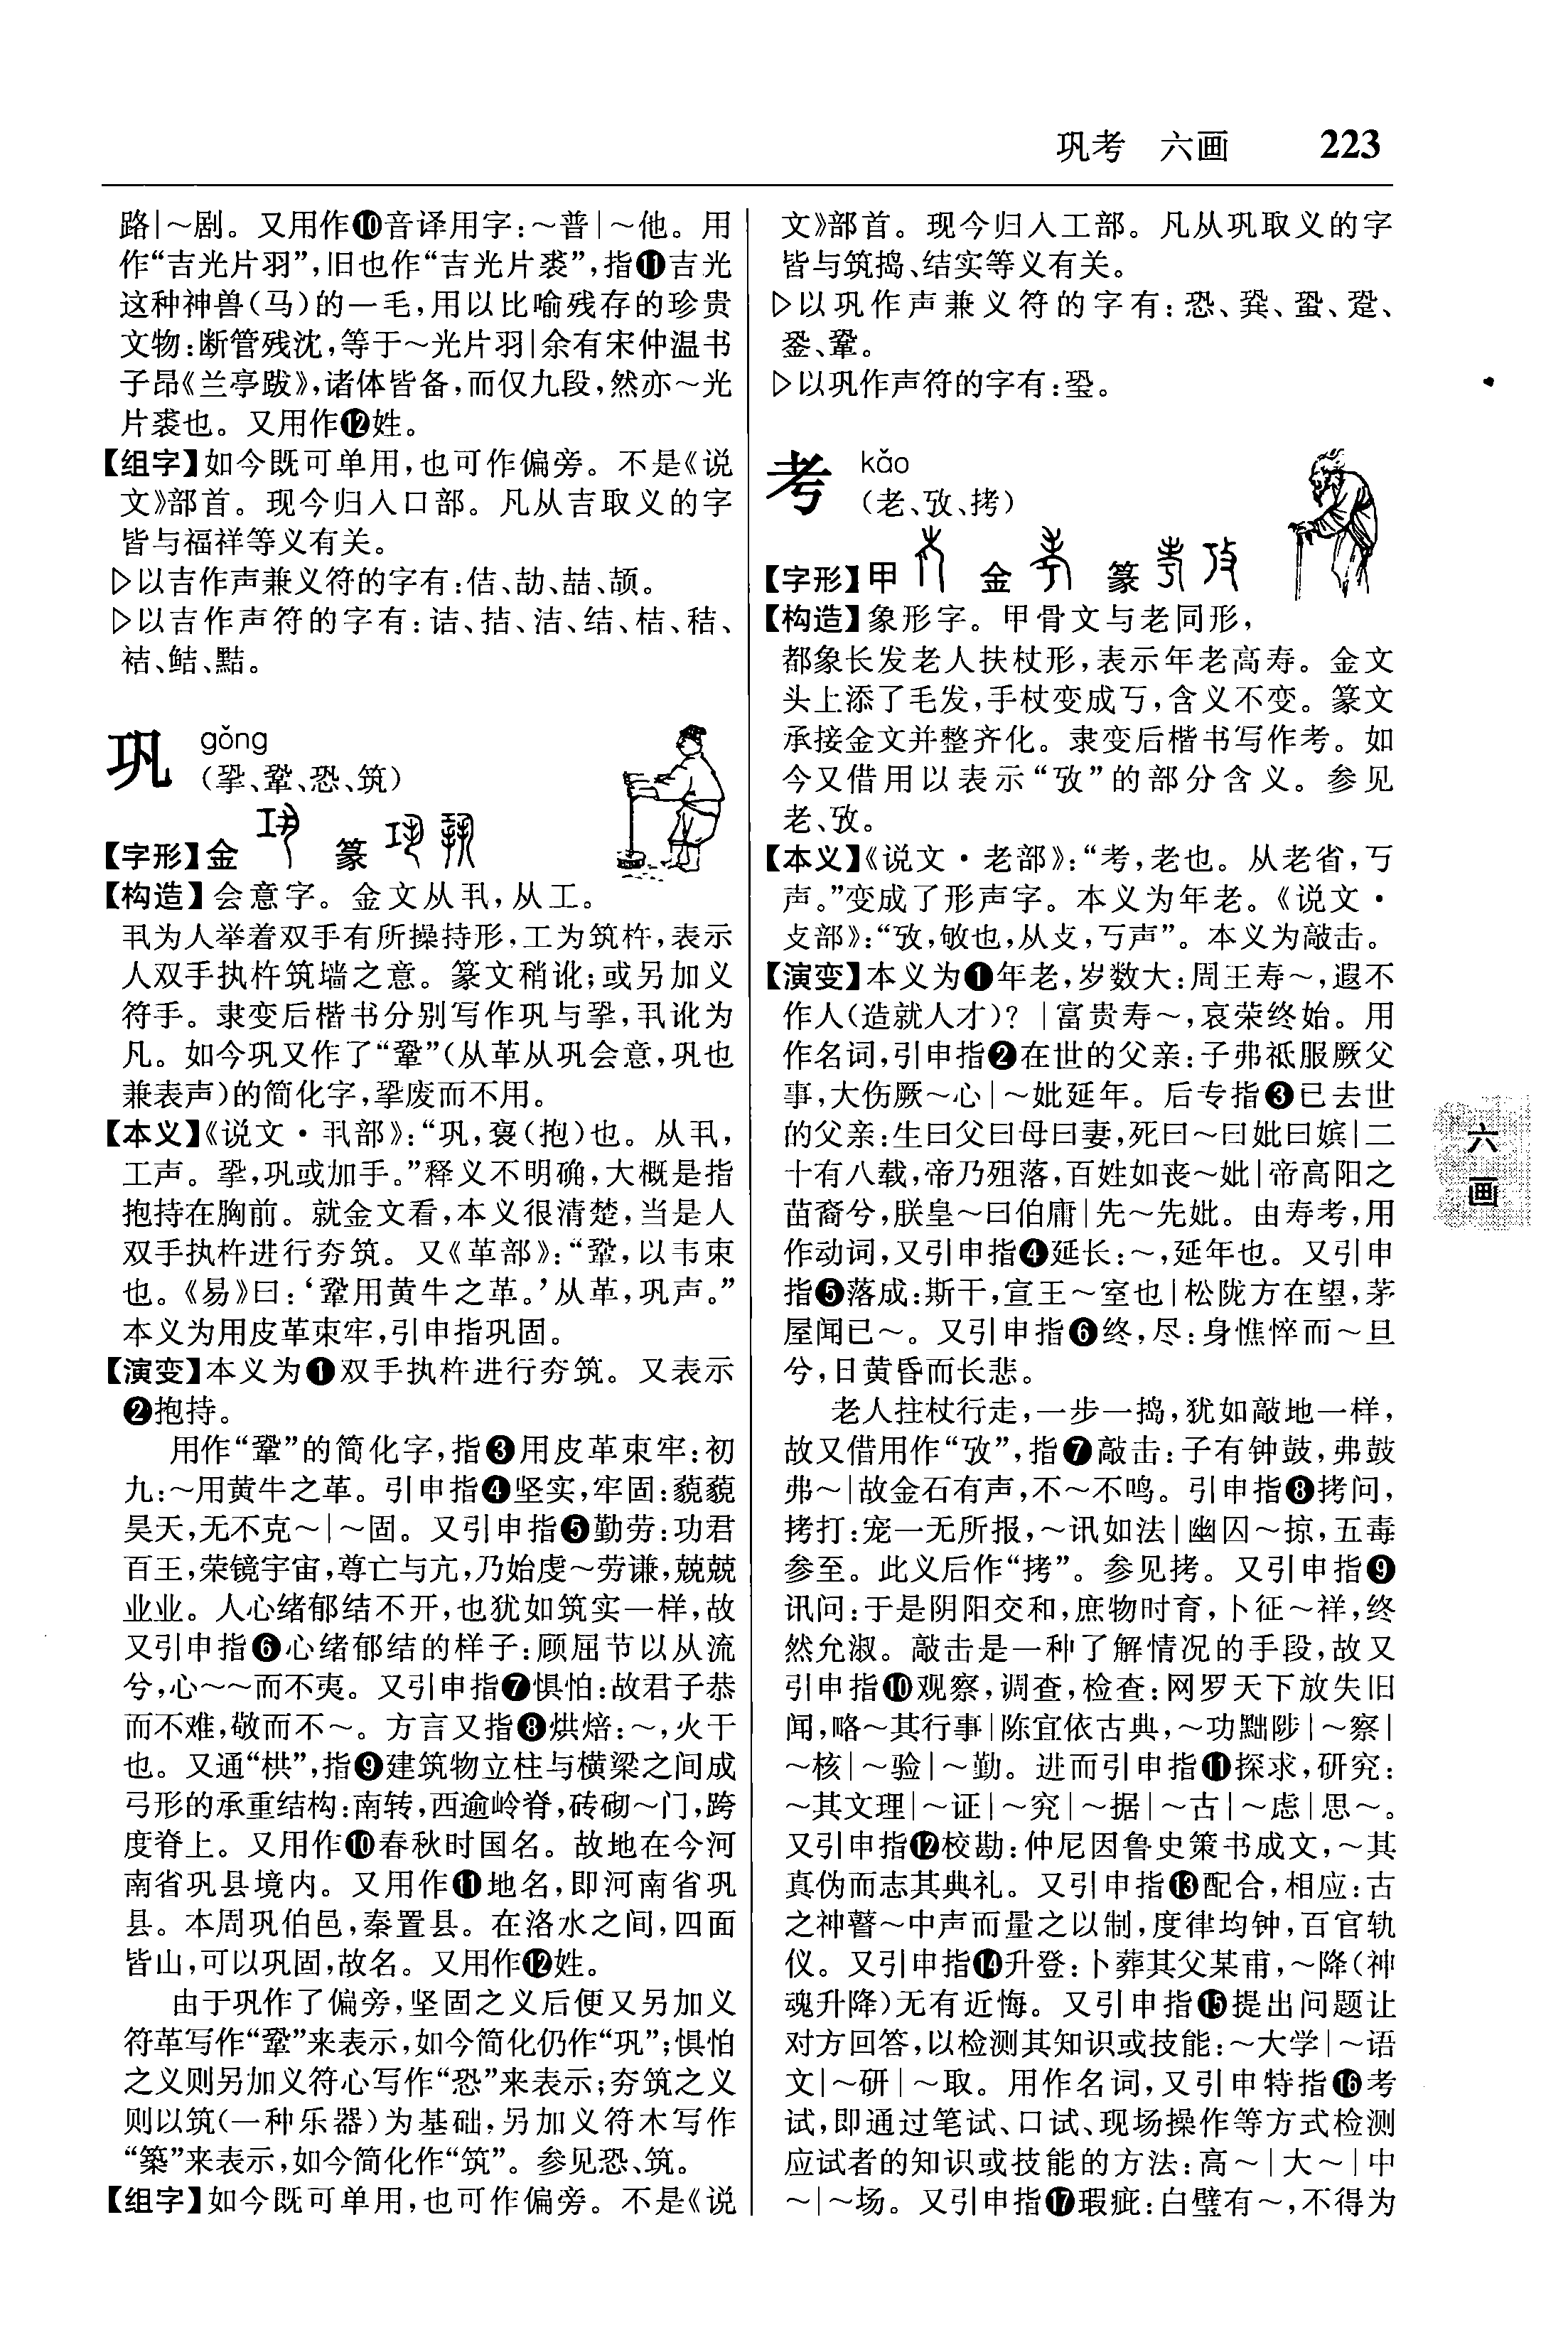 巩考 六画 223
路|～剧。又用作❿音译用字：～普|～他。用
作“吉光片羽”，旧也作“吉光片裘”，指⓫吉光
这种神兽(马)的一毛，用以比喻残存的珍贵
文物：断管残沈，等于～光片羽|余有宋仲温书
子昂《兰亭跋》，诸体皆备，而仅九段，然亦～光
片裘也。又用作⓬姓。
【组字】如今既可单用，也可作偏旁。不是《说
文》部首。现今归入口部。凡从吉取义的字
皆与福祥等义有关。
▷以吉作声兼义符的字有：佶、劼、喆、颉。
▷以吉作声符的字有：诘、拮、洁、结、桔、秸、
袺、鲒、黠。
巩 gǒng
(挐、鞏、恐、筑)
【字形】金 篆
【构造】会意字。金文从丮，从工。
丮为人举着双手有所操持形，工为筑杵，表示
人双手执杵筑墙之意。篆文稍讹；或另加义
符手。隶变后楷书分别写作巩与㧬，丮讹为
凡。如今巩又作了“鞏”(从革从巩会意，巩也
兼表声)的简化字，㧬废而不用。
【本义】《说文·丮部》：“巩，褒(抱)也。从丮，
工声。㧬，巩或加手。”释义不明确，大概是指
抱持在胸前。就金文看，本义很清楚，当是人
双手执杵进行夯筑。又《革部》：“鞏，以韦束
也。《易》曰：‘鞏用黄牛之革。’从革，巩声。”
本义为用皮革束牢，引申指巩固。
【演变】本义为❶双手执杵进行夯筑。又表示
❷抱持。
用作“鞏”的简化字，指❸用皮革束牢：初
九：～用黄牛之革。引申指❹坚实，牢固：藐藐
昊天，无不克～|～固。又引申指❺勤劳：功君
百王，荣镜宇宙，尊亡与亢，乃始虔～劳谦，兢兢
业业。人心绪郁结不开，也犹如筑实一样，故
又引申指❻心绪郁结的样子：顾屈节以从流
兮，心～～而不夷。又引申指❼惧怕：故君子恭
而不难，敬而不～。方言又指❽烘焙：～，火干
也。又通“栱”，指❾建筑物立柱与横梁之间成
弓形的承重结构：南转，西逾岭脊，砖砌～门，跨
度脊上。又用作❿春秋时国名。故地在今河
南省巩县境内。又用作⓫地名，即河南省巩
县。本周巩伯邑，秦置县。在洛水之间，四面
皆山，可以巩固，故名。又用作⓬姓。
由于巩作了偏旁，坚固之义后便又另加义
符革写作“鞏”来表示，如今简化仍作“巩”；惧怕
之义则另加义符心写作“恐”来表示；夯筑之义
则以筑(一种乐器)为基础，另加义符木写作
“築”来表示，如今简化作“筑”。参见恐、筑。
【组字】如今既可单用，也可作偏旁。不是《说
文》部首。现今归入工部。凡从巩取义的字
皆与筑捣、结实等义有关。
▷以巩作声兼义符的字有：恐、巭、蛩、跫、
銎、鞏。
▷以巩作声符的字有：䂬。
考 kǎo
(老、攷、拷)
【字形】甲 金 篆
【构造】象形字。甲骨文与老同形，
都象长发老人扶杖形，表示年老高寿。金文
头上添了毛发，手杖变成丂，含义不变。篆文
承接金文并整齐化。隶变后楷书写作考。如
今又借用以表示“攷”的部分含义。参见
老、攷。
【本义】《说文·老部》：“考，老也。从老省，丂
声。”变成了形声字。本义为年老。《说文·
攴部》：“攷，敂也，从攴，丂声”。本义为敲击。
【演变】本义为❶年老，岁数大：周王寿～，遐不
作人(造就人才)？|富贵寿～，哀荣终始。用
作名词，引申指❷在世的父亲：子弗祗服厥父
事，大伤厥～心|～妣延年。后专指❸已去世
的父亲：生曰父曰母曰妻，死曰～曰妣曰嫔|二
十有八载，帝乃殂落，百姓如丧～妣|帝高阳之
苗裔兮，朕皇～曰伯庸|先～先妣。由寿考，用
作动词，又引申指❹延长：～，延年也。又引申
指❺落成：斯干，宣王～室也|松陇方在望，茅
屋闻已～。又引申指❻终，尽：身憔悴而～旦
兮，日黄昏而长悲。
老人拄杖行走，一步一捣，犹如敲地一样，
故又借用作“攷”，指❼敲击：子有钟鼓，弗鼓
弗～|故金石有声，不～不鸣。引申指❽拷问，
拷打：宠一无所报，～讯如法|幽囚～掠，五毒
参至。此义后作“拷”。参见拷。又引申指❾
讯问：于是阴阳交和，庶物时育，卜征～祥，终
然允淑。敲击是一种了解情况的手段，故又
引申指❿观察，调查，检查：网罗天下放失旧
闻，略～其行事|陈宜依古典，～功黜陟|～察|
～核|～验|～勤。进而引申指⓫探求，研究：
～其文理|～证|～究|～据|～古|～虑|思～。
又引申指⓬校勘：仲尼因鲁史策书成文，～其
真伪而志其典礼。又引申指⓭配合，相应：古
之神瞽～中声而量之以制，度律均钟，百官轨
仪。又引申指⓮升登：卜葬其父某甫，～降(神
魂升降)无有近悔。又引申指⓯提出问题让
对方回答，以检测其知识或技能：～大学|～语
文|～研|～取。用作名词，又引申特指⓰考
试，即通过笔试、口试、现场操作等方式检测
应试者的知识或技能的方法：高～|大～|中
～|～场。又引申指⓱瑕疵：白璧有～，不得为
六
画